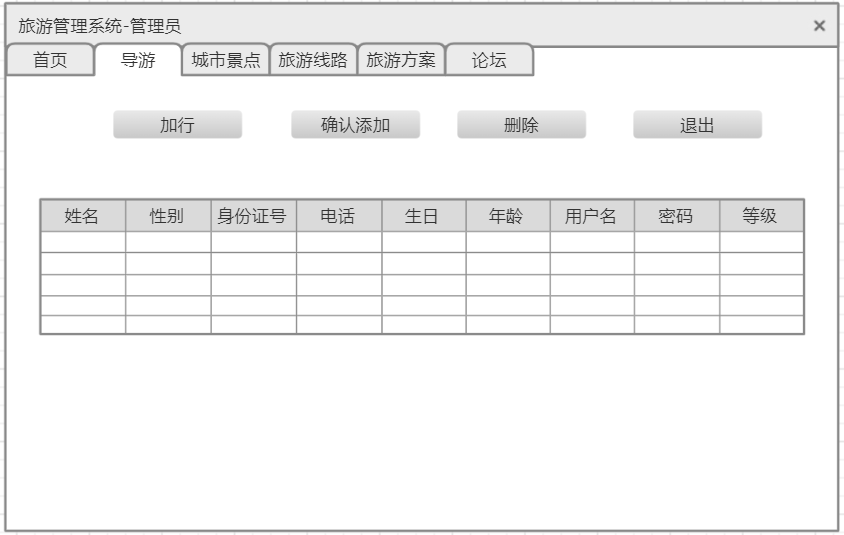 旅游管理系统-管理员 ×
首页 导游 城市景点 旅游线路 旅游方案 论坛
加行 确认添加 删除 退出
姓名 性别 身份证号 电话 生日 年龄 用户名 密码 等级